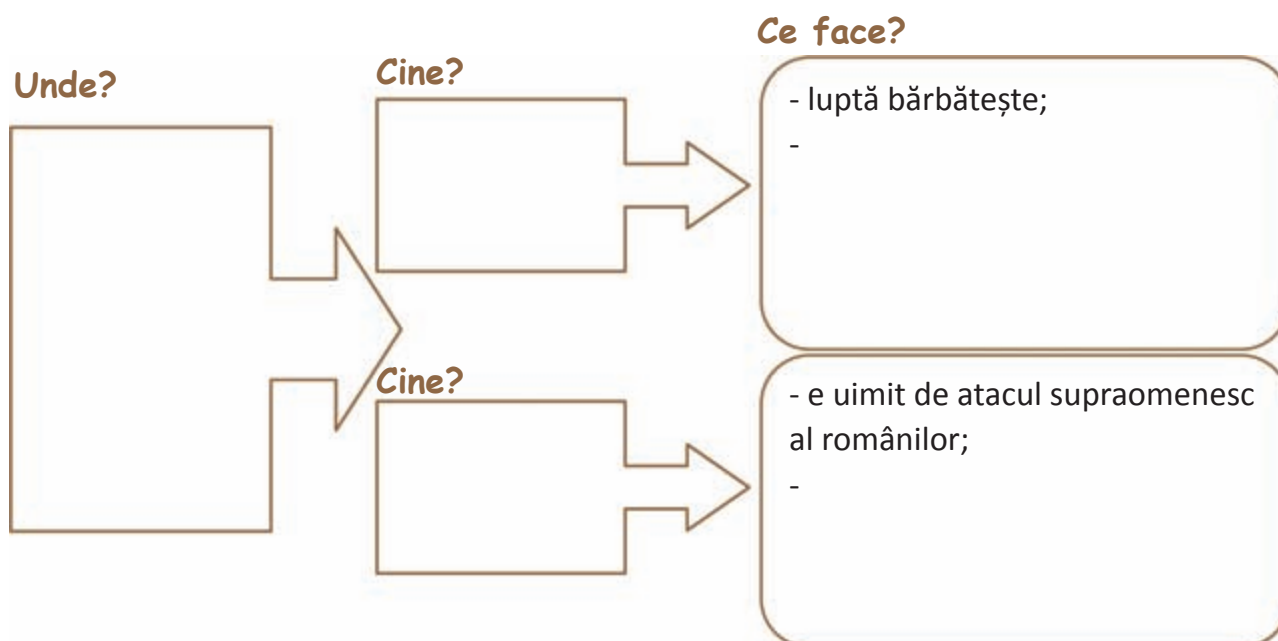 Unde?
Cine?
Ce face?
- luptă bărbătește;
-
Cine?
- e uimit de atacul supraomenesc
al românilor;
-